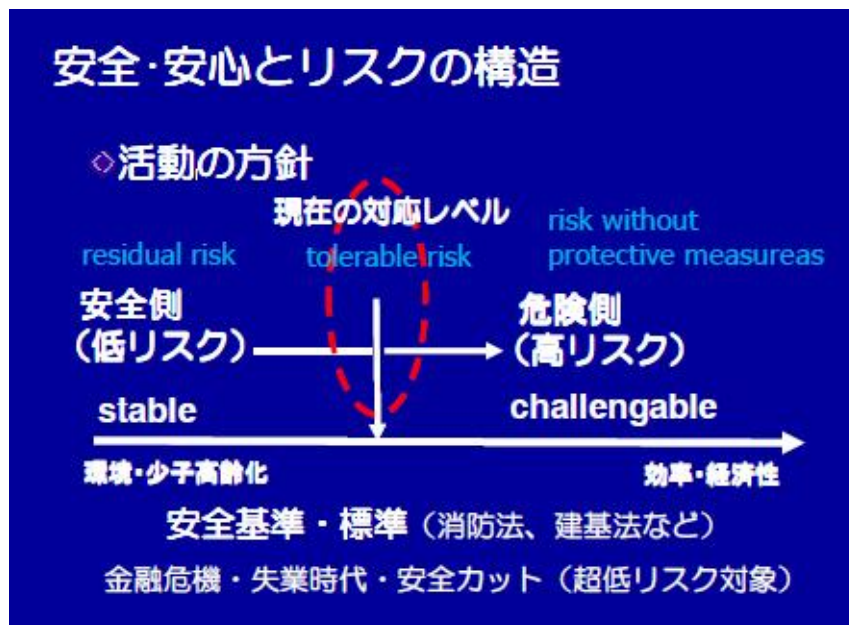 安全･安心とリスクの構造
◇活動の方針
現在の対応レベル
residual risk
tolerable risk
risk without
protective measureas
安全側
（低リスク）
危険側
（高リスク）
stable
challengable
環境・少子高齢化
効率・経済性
安全基準・標準（消防法、建基法など）
金融危機・失業時代・安全カット（超低リスク対象）